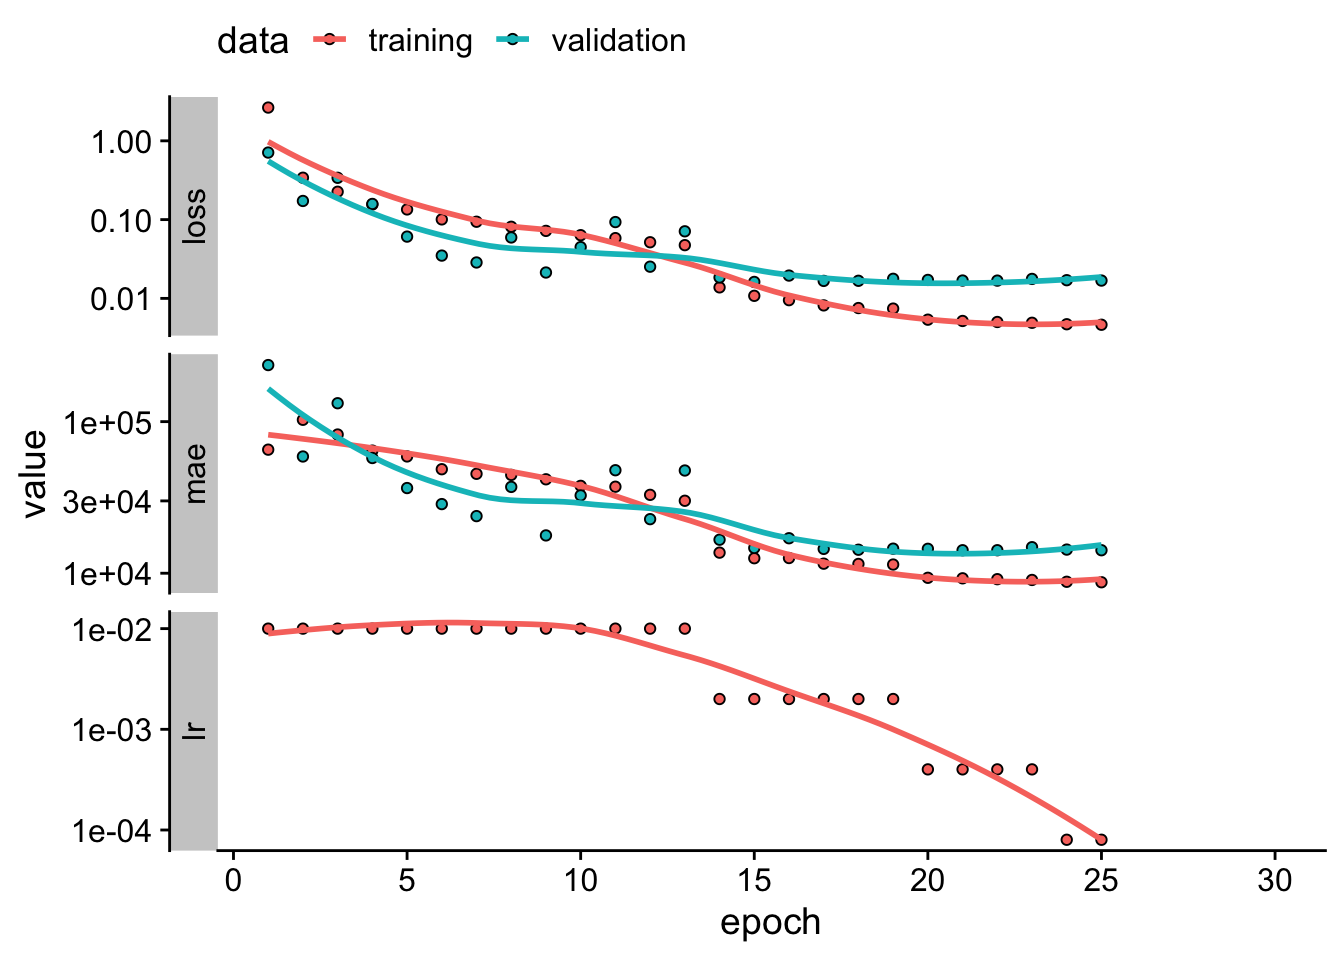 data training validation
loss
1.00
0.10
0.01
mae
1e+05
3e+04
1e+04
lr
1e-02
1e-03
1e-04
value
0 5 10 15 20 25 30
epoch